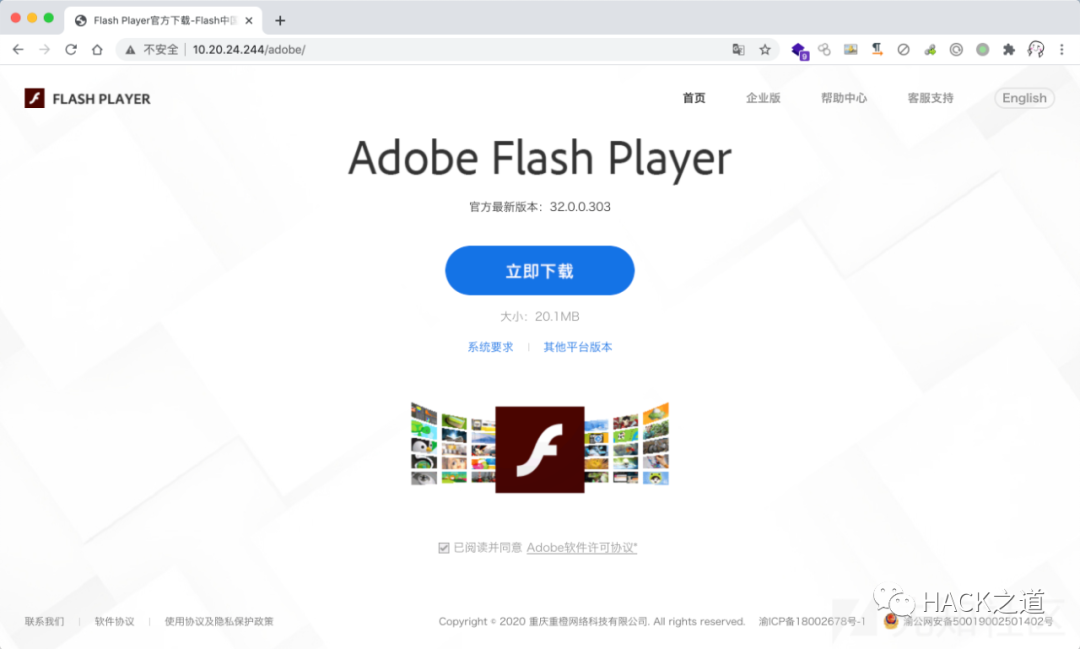 Flash Player官方下载-Flash中
不安全 10.20.24.244/adobe/
FLASH PLAYER
首页 企业版 帮助中心 客服支持 English
Adobe Flash Player
官方最新版本：32.0.0.303
立即下载
大小：20.1MB
系统要求 其他平台版本
已阅读并同意 Adobe软件许可协议*
HACK之道
联系我们 软件协议 使用协议及隐私保护政策 Copyright © 2020 重庆重橙网络科技有限公司. All rights reserved. 渝ICP备18002678号-1 渝公网安备50019002501402号